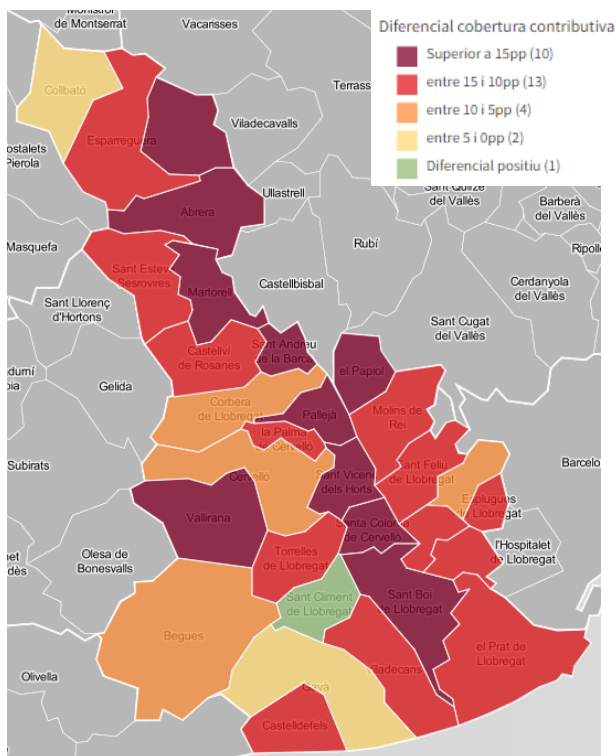 Monistrol
de Montserrat
Vacarisses
Diferencial cobertura contributiva
Superior a 15pp (10)
entre 15 i 10pp (13)
entre 10 i 5pp (4)
entre 5 i 0pp (2)
Diferencial positiu (1)
Collbató
Terrass
Viladecavalls
Esparreguera
ostalets
Pierola
Ullastrell
Sant Quirze
del Vallès
Barberà
del Vallès
Abrera
Masquefa
Rubí
Ripolle
Sant Esteve
Sesrovires
Castellbisbal
Cerdanyola
del Vallès
Martorell
Sant Llorenç
d'Hortons
Sant Cugat
del Vallès
Sant Andreu
de la Barca
Castellví
de Rosanes
el Papiol
Gelida
Corbera
de Llobregat
Pallejà
Molins de
Rei
la Palma
de Cervelló
Subirats
Barcelo
Cervelló
Sant Vicenç
dels Horts
Sant Feliu
de Llobregat
Esplugues
de Llobregat
Vallirana
Santa Coloma
de Cervelló
l'Hospitalet
de Llobregat
Olesa de
Bonesvalls
Torrelles
de Llobregat
Sant Climent
de Llobregat
Sant Boi
de Llobregat
Begues
el Prat de
Llobregat
Olivella
Viladecans
Gavà
Castelldefels